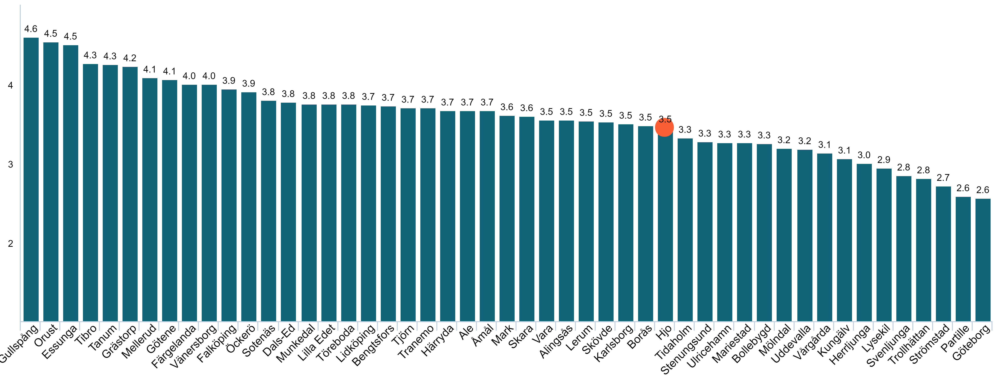 4.6 4.5 4.5 4.3 4.3 4.2 4.1 4.1 4.0 4.0 3.9 3.9 3.8 3.8 3.8 3.8 3.8 3.7 3.7 3.7 3.7 3.7 3.7 3.7 3.6 3.6 3.5 3.5 3.5 3.5 3.5 3.5 3.5 3.3 3.3 3.3 3.3 3.3 3.2 3.2 3.1 3.1 3.0 2.9 2.8 2.8 2.7 2.6 2.6
4
3
2
Gullspång
Orust
Essunga
Tibro
Tanum
Grästorp
Mellerud
Götene
Färgelanda
Vänersborg
Falköping
Öckerö
Sotenäs
Dals-Ed
Munkedal
Lilla Edet
Töreboda
Lidköping
Bengtsfors
Tjörn
Tranemo
Härryda
Ale
Åmål
Mark
Skara
Vara
Alingsås
Lerum
Skövde
Karlsborg
Borås
Hjo
Tidaholm
Stenungsund
Ulricehamn
Mariestad
Bollebygd
Mölndal
Uddevalla
Vårgårda
Kungälv
Herrljunga
Lysekil
Svenljunga
Trollhättan
Strömstad
Partille
Göteborg